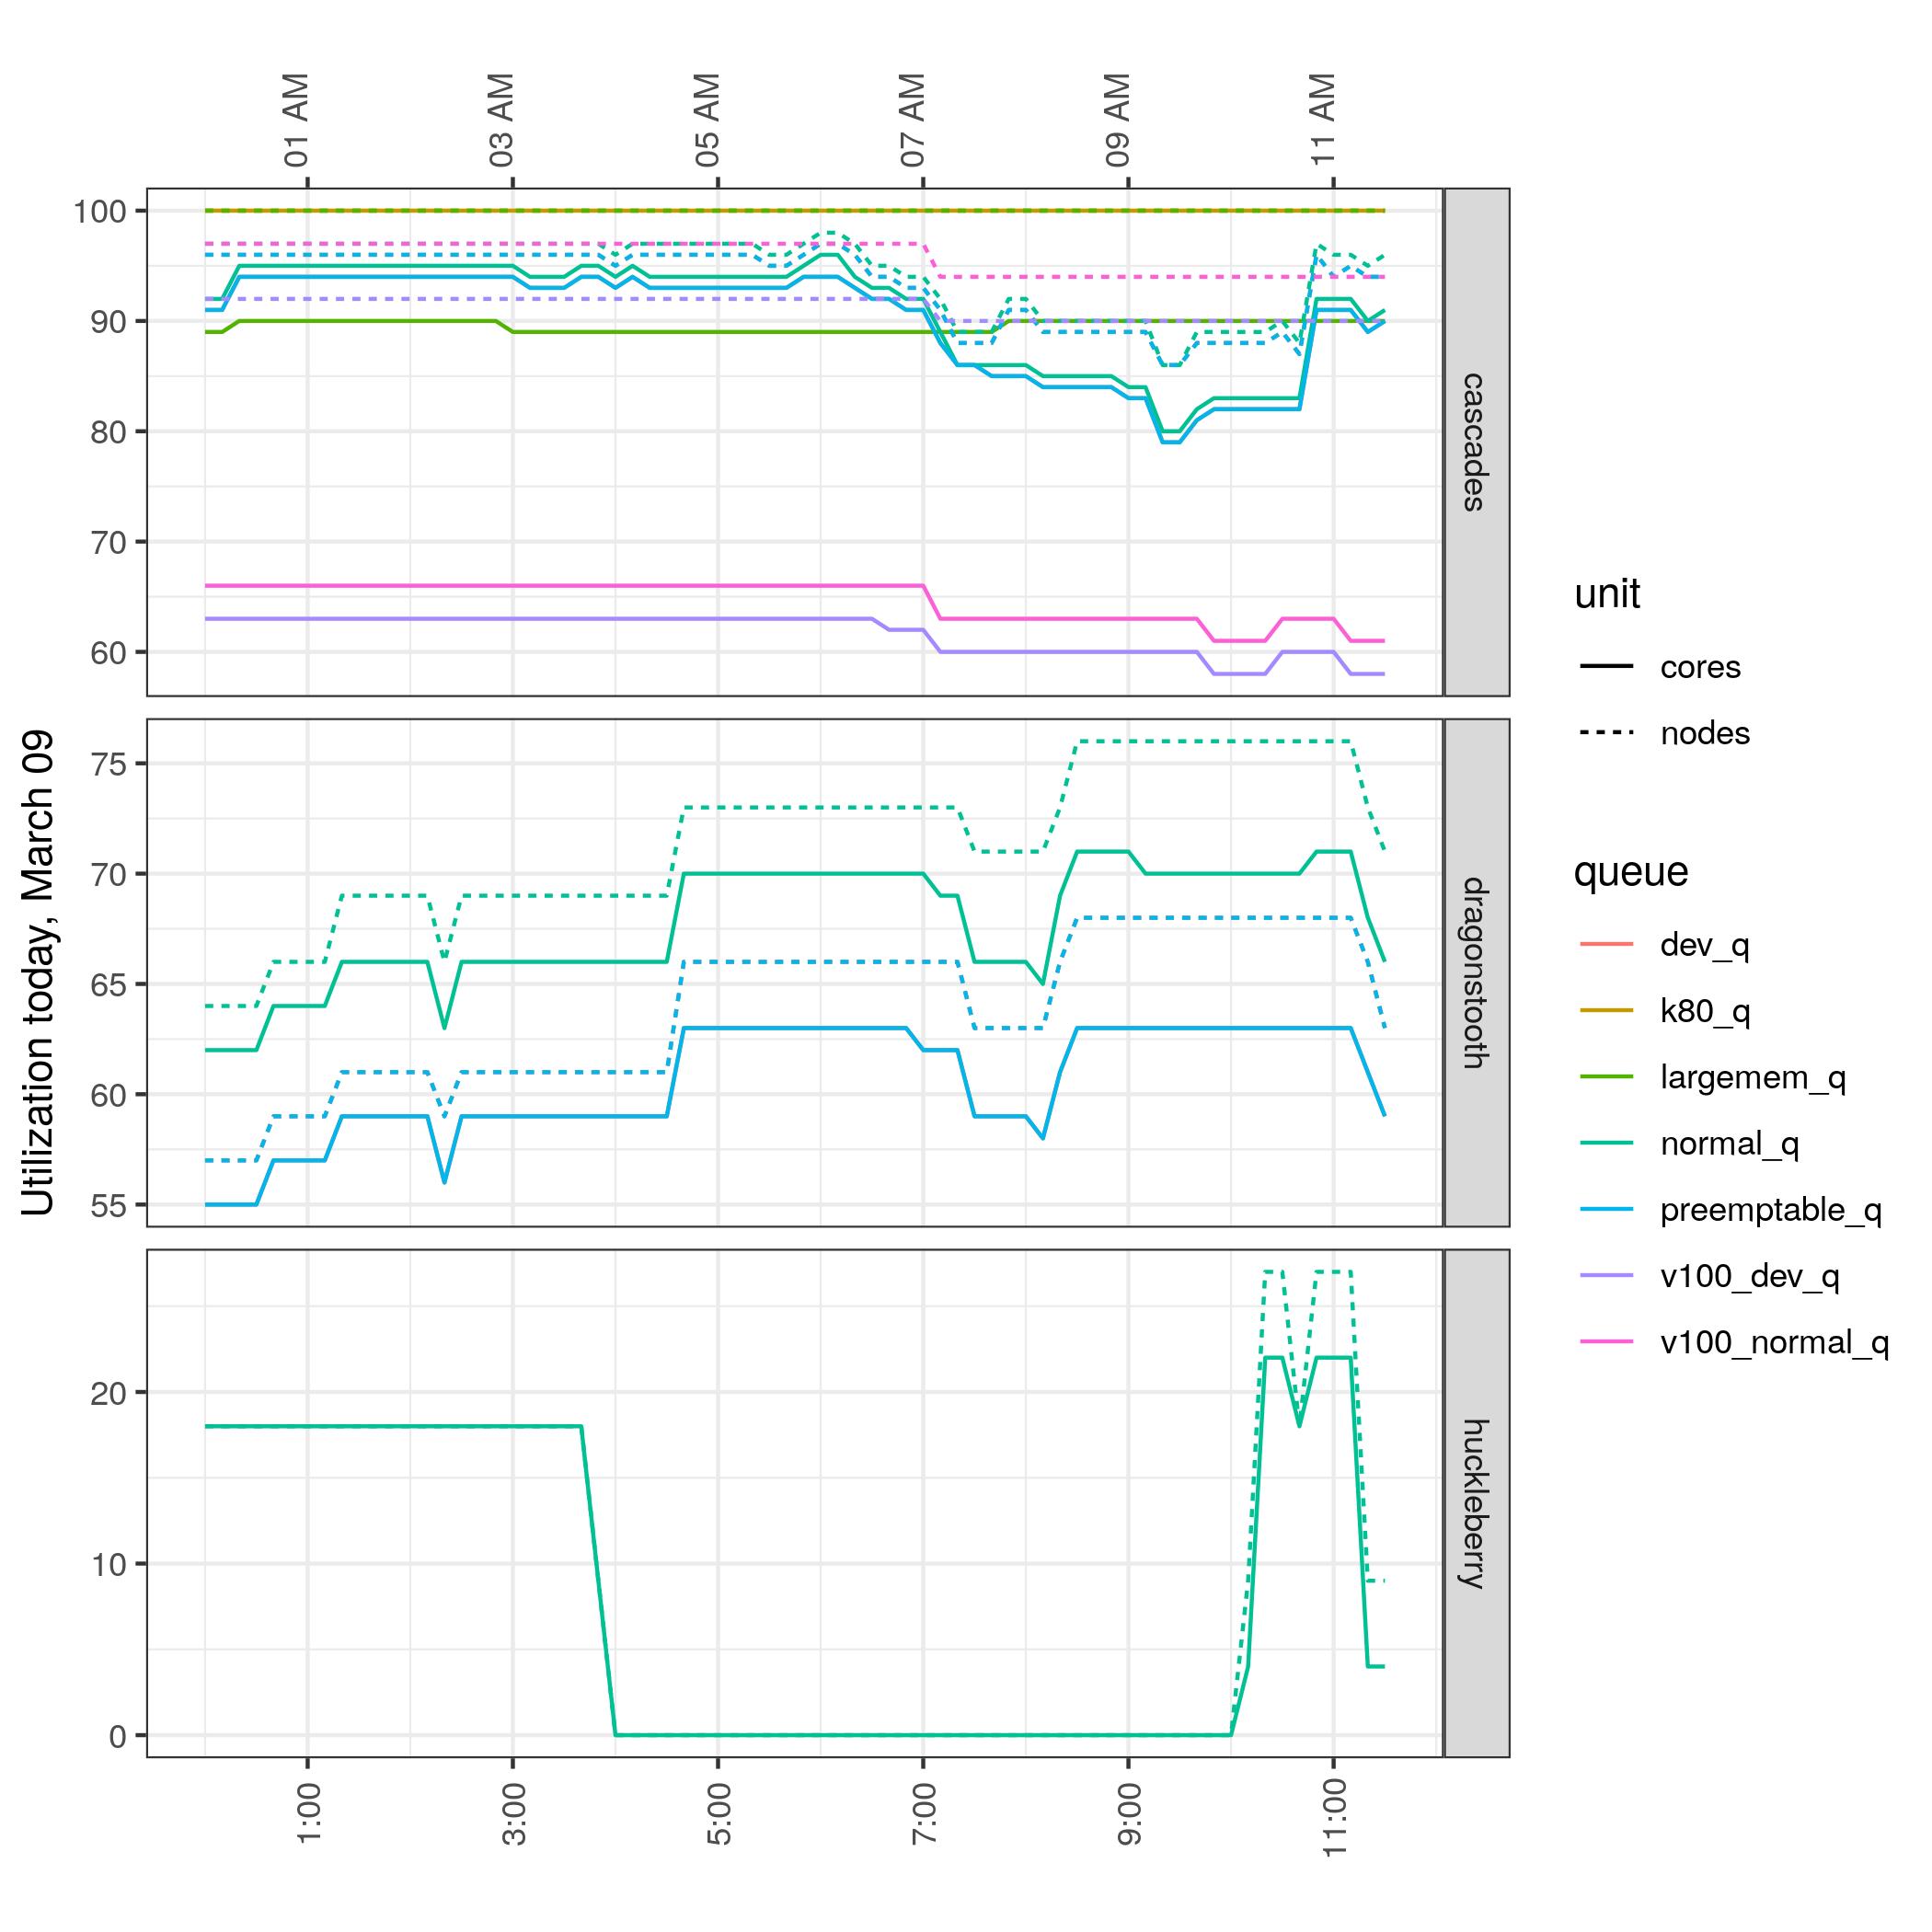 01 AM
03 AM
05 AM
07 AM
09 AM
11 AM
Utilization today, March 09
100
90
80
70
60
cascades
75
70
65
60
55
dragonstooth
20
10
0
huckleberry
1:00
3:00
5:00
7:00
9:00
11:00
unit
cores
nodes
queue
dev_q
k80_q
largemem_q
normal_q
preemptable_q
v100_dev_q
v100_normal_q